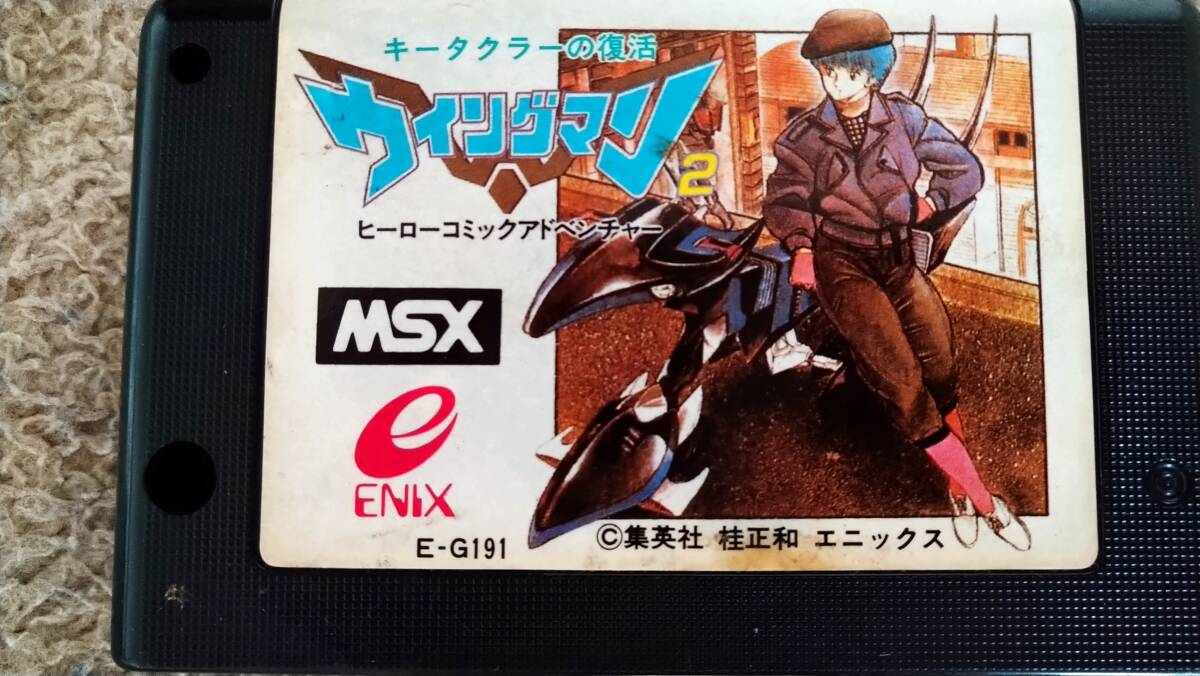 キータクラーの復活
ウイングマン
2
ヒーローコミックアドベンチャー
MSX
e
ENIX
E-G191
©集英社 桂正和 エニックス